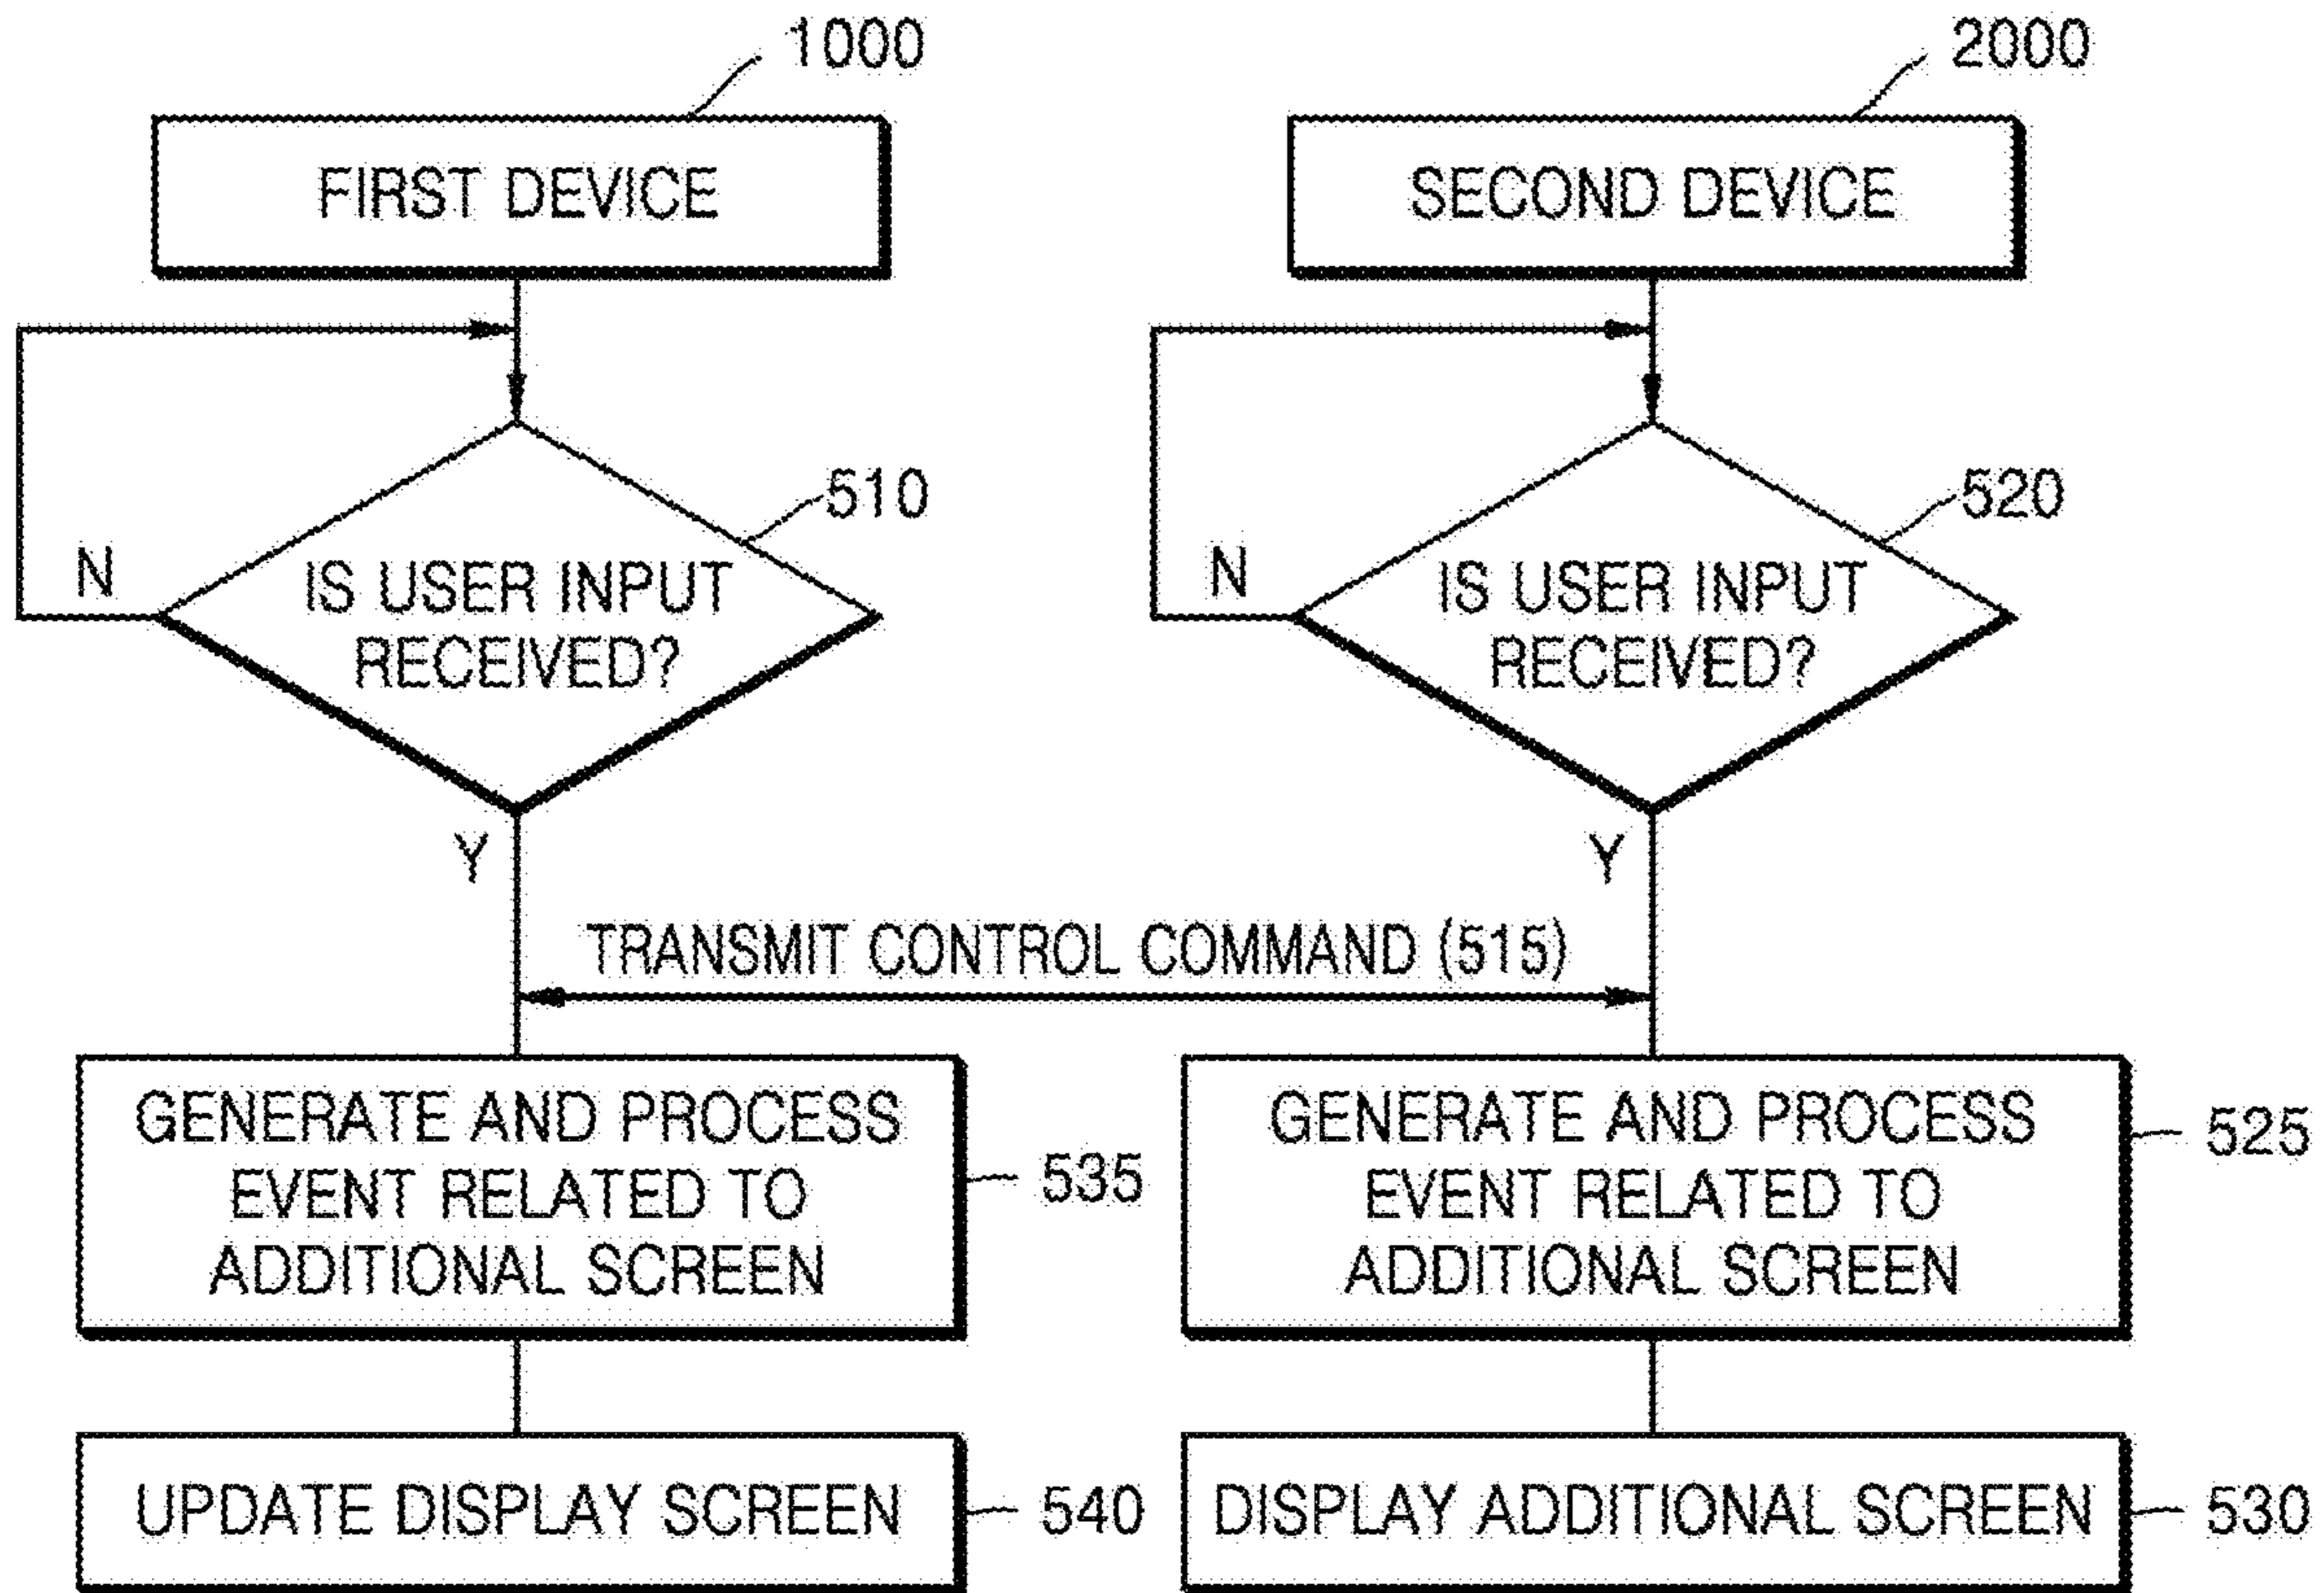 1000
FIRST DEVICE
510
N
IS USER INPUT
RECEIVED?
Y
2000
SECOND DEVICE
520
N
IS USER INPUT
RECEIVED?
Y
TRANSMIT CONTROL COMMAND (515)
GENERATE AND PROCESS
EVENT RELATED TO
ADDITIONAL SCREEN
535
UPDATE DISPLAY SCREEN
540
GENERATE AND PROCESS
EVENT RELATED TO
ADDITIONAL SCREEN
525
DISPLAY ADDITIONAL SCREEN
530